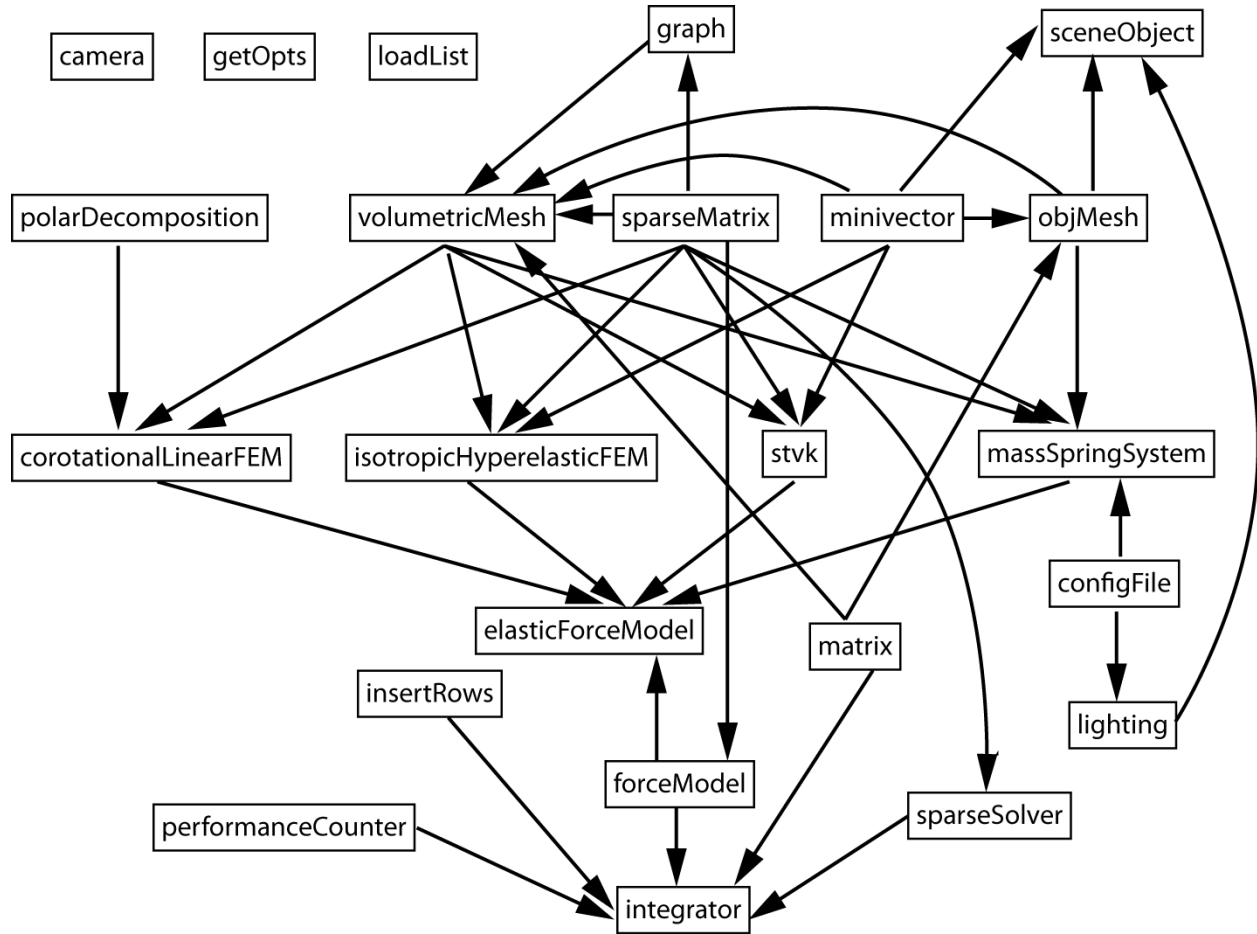 camera
getOpts
loadList
graph
sceneObject
polarDecomposition
volumetricMesh
sparseMatrix
minivector
objMesh
corotationalLinearFEM
isotropicHyperelasticFEM
stvk
massSpringSystem
configFile
elasticForceModel
matrix
insertRows
lighting
forceModel
performanceCounter
sparseSolver
integrator